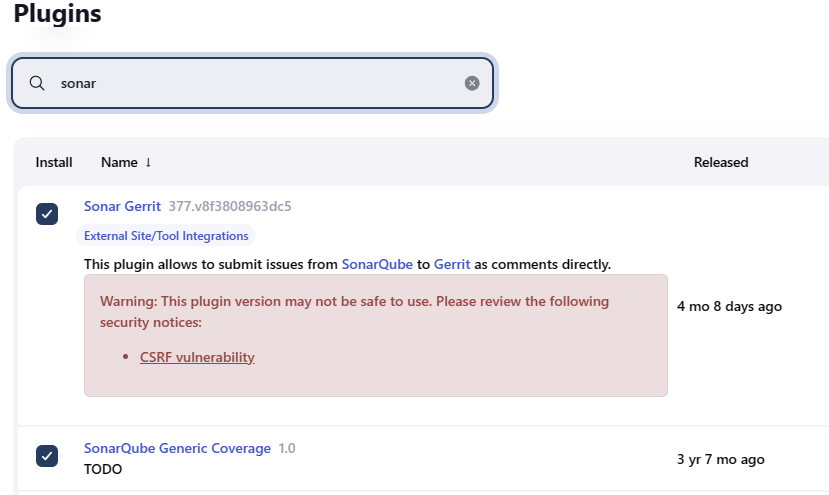 Plugins
sonar
Install Name ↓ Released
Sonar Gerrit 377.v8f3808963dc5
External Site/Tool Integrations
This plugin allows to submit issues from SonarQube to Gerrit as comments directly.
Warning: This plugin version may not be safe to use. Please review the following
security notices:
• CSRF vulnerability
4 mo 8 days ago
SonarQube Generic Coverage 1.0
TODO
3 yr 7 mo ago